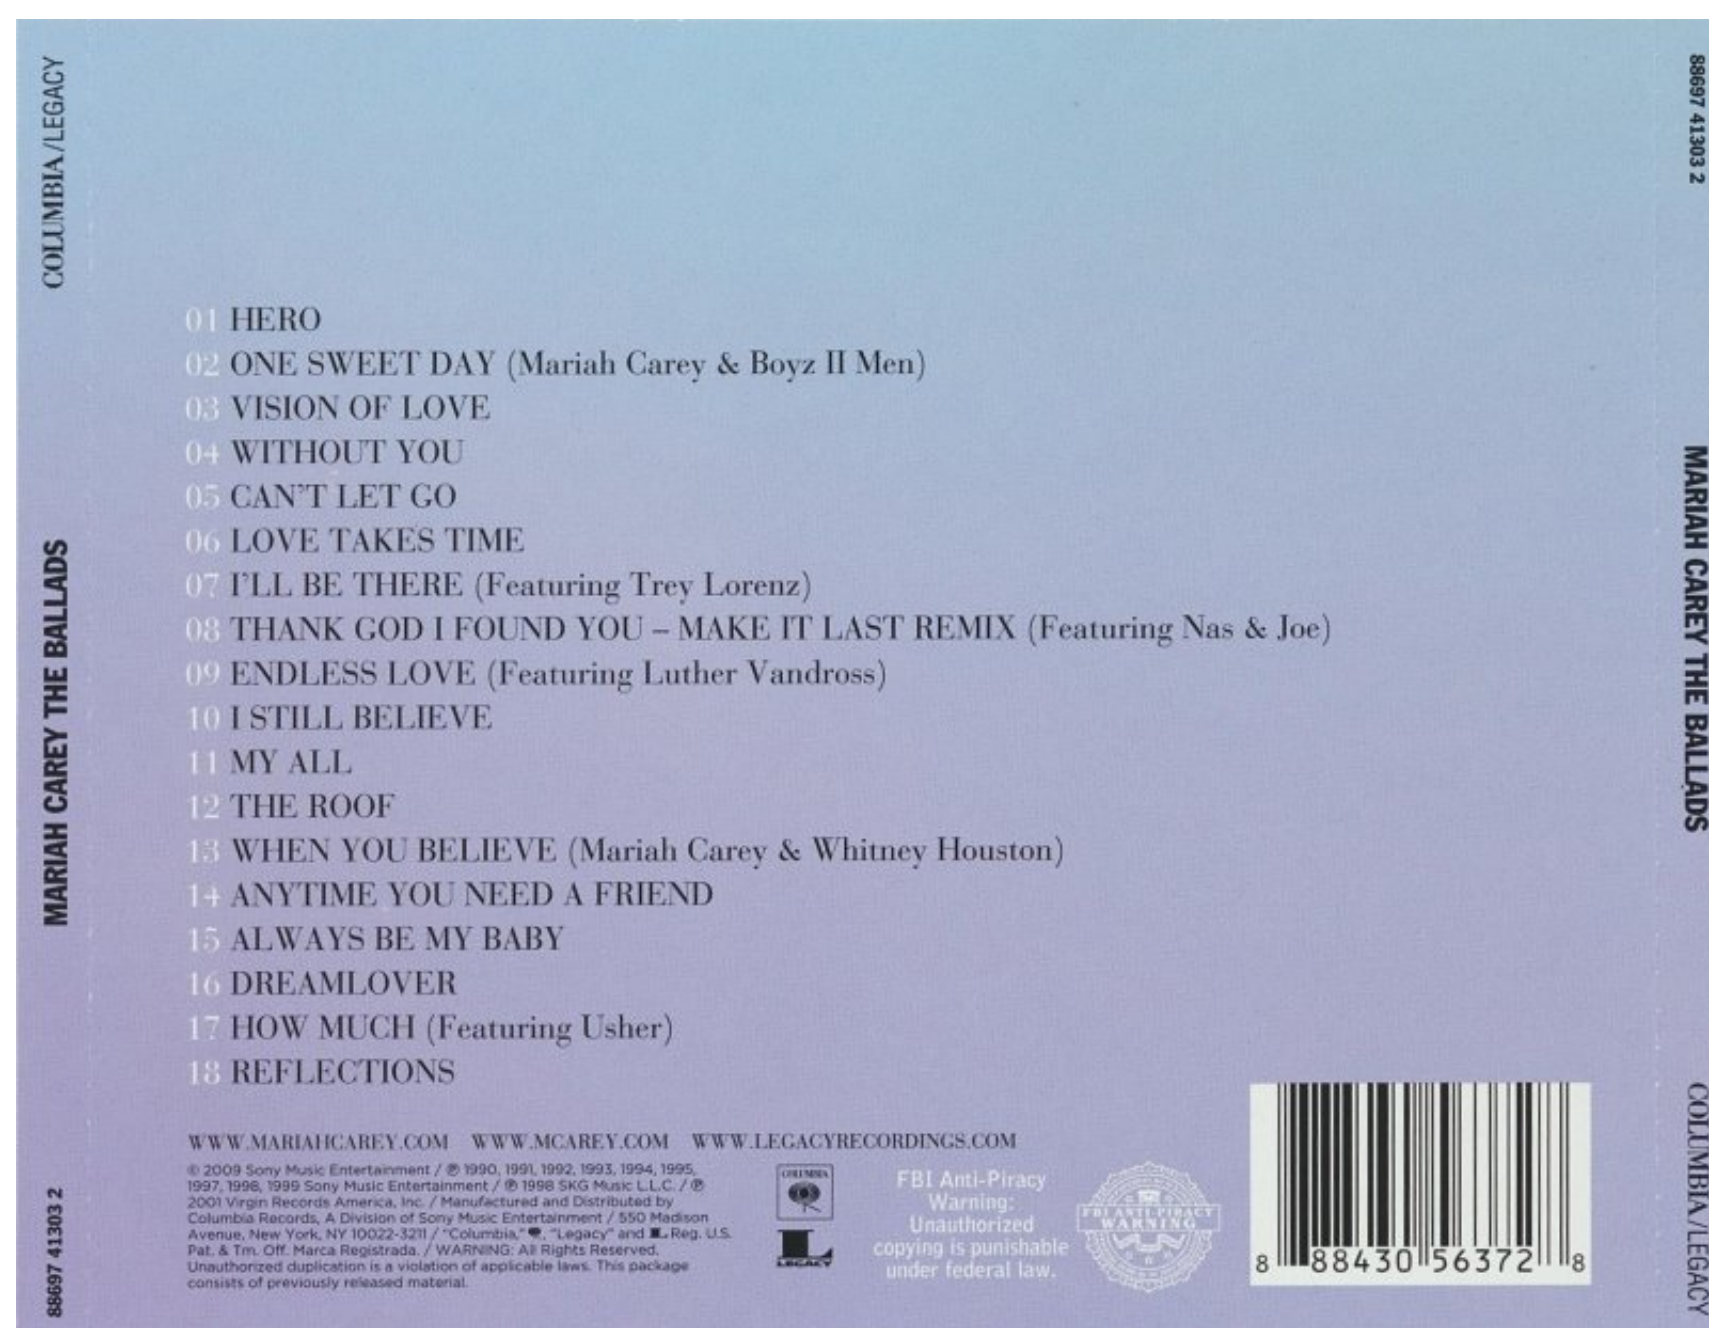 COLUMBIA/LEGACY
MARIAH CAREY THE BALLADS
88697 41303 2
01 HERO
02 ONE SWEET DAY (Mariah Carey & Boyz II Men)
03 VISION OF LOVE
04 WITHOUT YOU
05 CAN'T LET GO
06 LOVE TAKES TIME
07 I'LL BE THERE (Featuring Trey Lorenz)
08 THANK GOD I FOUND YOU – MAKE IT LAST REMIX (Featuring Nas & Joe)
09 ENDLESS LOVE (Featuring Luther Vandross)
10 I STILL BELIEVE
11 MY ALL
12 THE ROOF
13 WHEN YOU BELIEVE (Mariah Carey & Whitney Houston)
14 ANYTIME YOU NEED A FRIEND
15 ALWAYS BE MY BABY
16 DREAMLOVER
17 HOW MUCH (Featuring Usher)
18 REFLECTIONS
WWW.MARIAHCAREY.COM WWW.MCAREY.COM WWW.LEGACYRECORDINGS.COM
© 2009 Sony Music Entertainment / ℗ 1990, 1991, 1992, 1993, 1994, 1995,
1997, 1998, 1999 Sony Music Entertainment / ℗ 1998 SKG Music L.L.C. / ℗
2001 Virgin Records America, Inc. / Manufactured and Distributed by
Columbia Records, A Division of Sony Music Entertainment / 550 Madison
Avenue, New York, NY 10022-3211 / "Columbia," , "Legacy" and L Reg. U.S.
Pat. & Tm. Off. Marca Registrada. / WARNING: All Rights Reserved.
Unauthorized duplication is a violation of applicable laws. This package
consists of previously released material.
COLUMBIA
L
LEGACY
FBI Anti-Piracy
Warning:
Unauthorized
copying is punishable
under federal law.
FBI ANTI-PIRACY
WARNING
8 88430 56372 8
88697 41303 2
MARIAH CAREY THE BALLADS
COLUMBIA/LEGACY